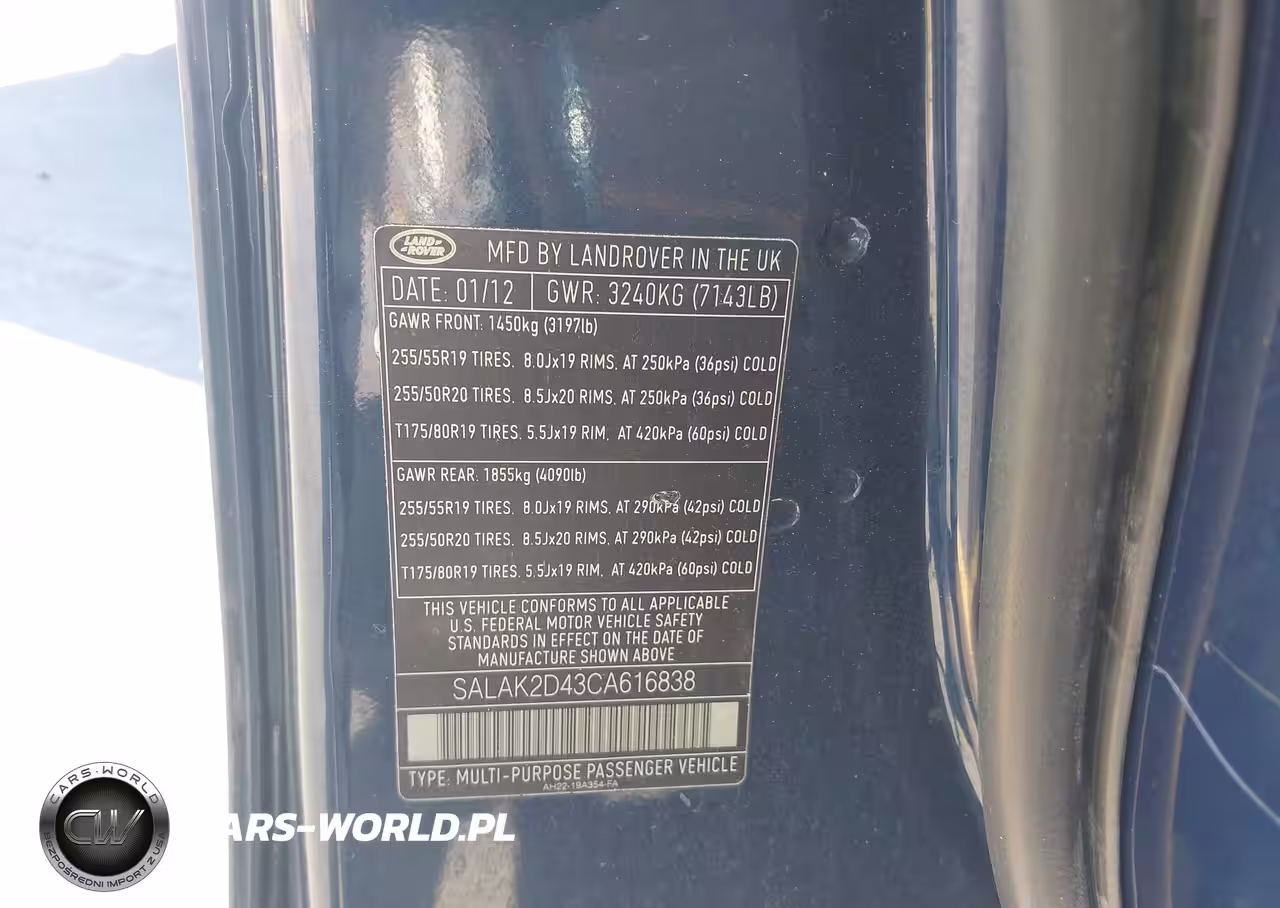 LAND ROVER
MFD BY LANDROVER IN THE UK
DATE: 01/12 GWR: 3240KG (7143LB)
GAWR FRONT: 1450kg (3197lb)
255/55R19 TIRES. 8.0Jx19 RIMS, AT 250kPa (36psi) COLD
255/50R20 TIRES. 8.5Jx20 RIMS, AT 250kPa (36psi) COLD
T175/80R19 TIRES. 5.5Jx19 RIM, AT 420kPa (60psi) COLD
GAWR REAR: 1855kg (4090lb)
255/55R19 TIRES. 8.0Jx19 RIMS, AT 290kPa (42psi) COLD
255/50R20 TIRES. 8.5Jx20 RIMS, AT 290kPa (42psi) COLD
T175/80R19 TIRES. 5.5Jx19 RIM, AT 420kPa (60psi) COLD
THIS VEHICLE CONFORMS TO ALL APPLICABLE
U.S. FEDERAL MOTOR VEHICLE SAFETY
STANDARDS IN EFFECT ON THE DATE OF
MANUFACTURE SHOWN ABOVE
SALAK2D43CA616838
TYPE: MULTI-PURPOSE PASSENGER VEHICLE
AH22-19A354-FA
CARS-WORLD
CW
BEZPOŚREDNI IMPORT Z USA
ARS-WORLD.PL